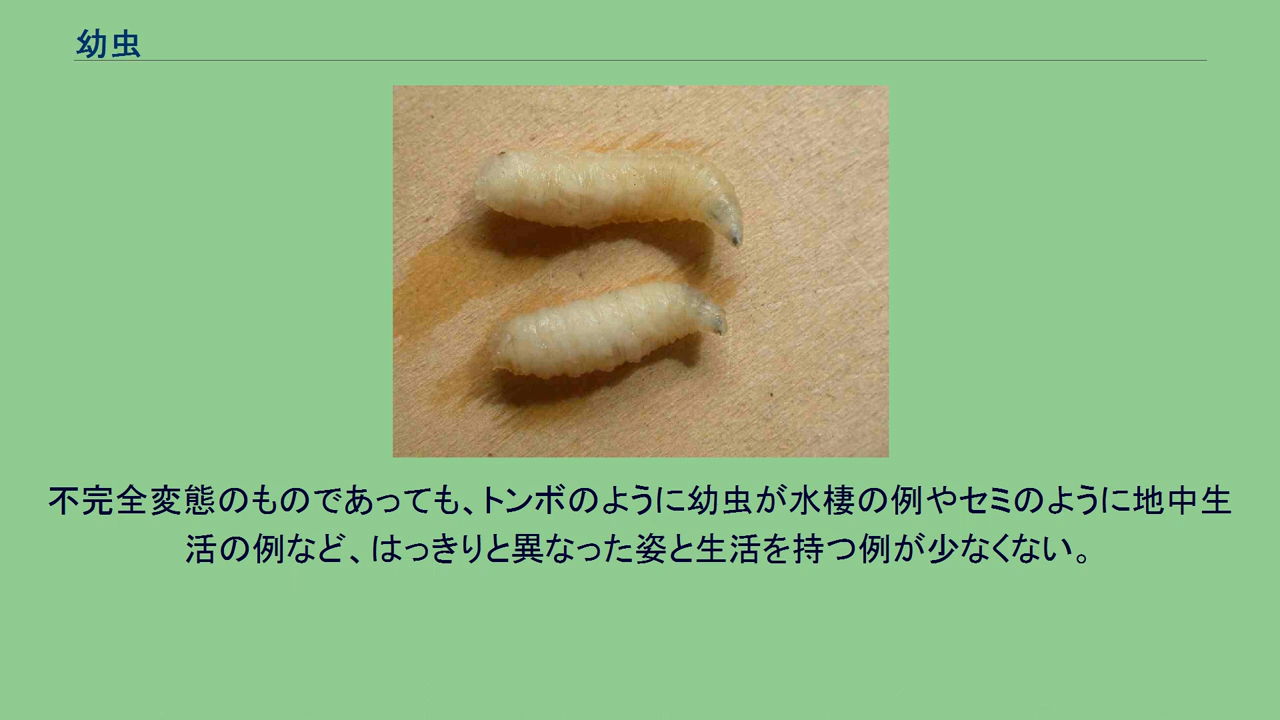 幼虫
不完全変態のものであっても、トンボのように幼虫が水棲の例やセミのように地中生
活の例など、はっきりと異なった姿と生活を持つ例が少なくない。